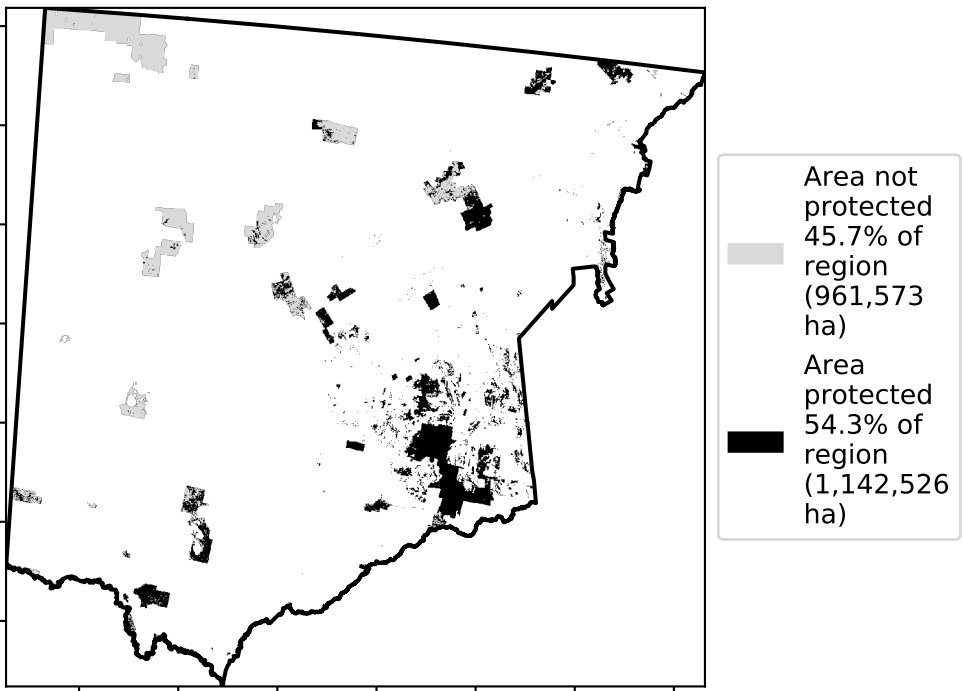 Area not
protected
45.7% of
region
(961,573
ha)
Area
protected
54.3% of
region
(1,142,526
ha)